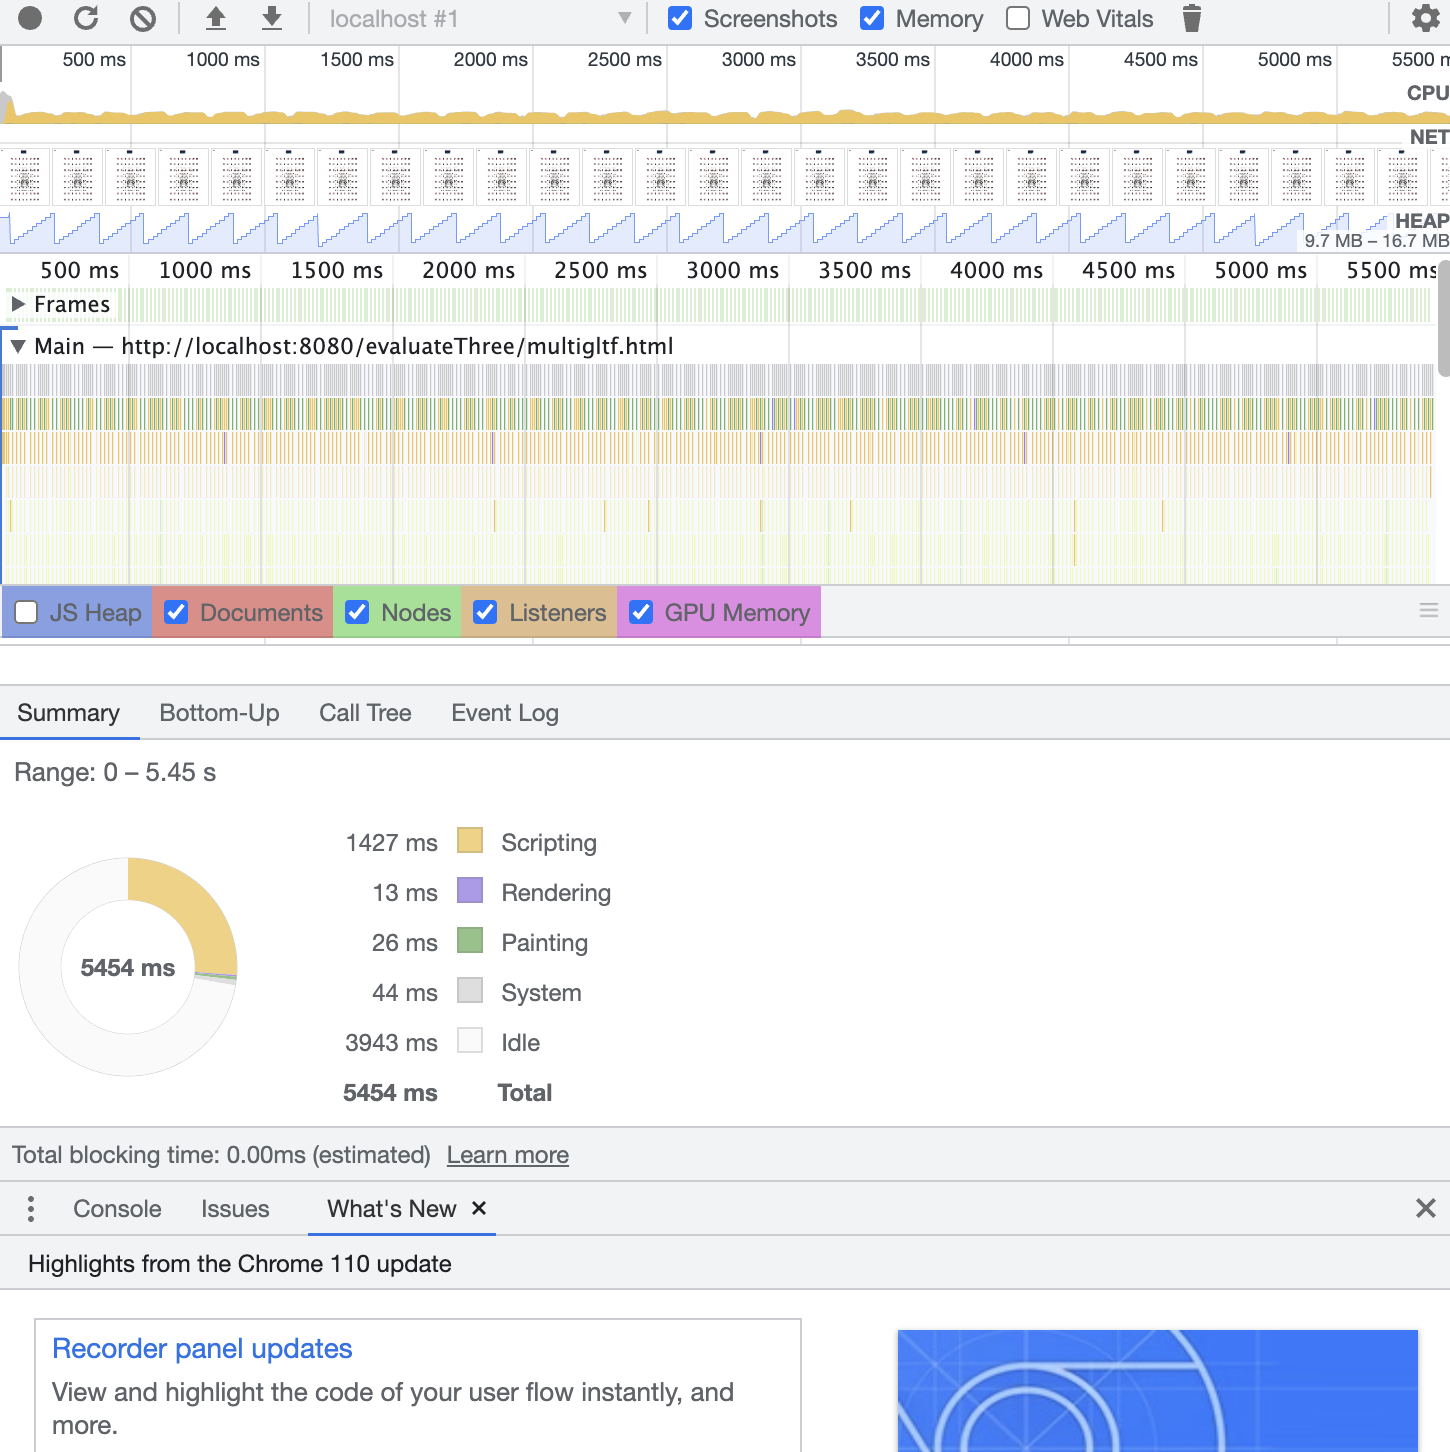 localhost #1 Screenshots Memory Web Vitals
500 ms 1000 ms 1500 ms 2000 ms 2500 ms 3000 ms 3500 ms 4000 ms 4500 ms 5000 ms 5500 m
CPU
NET
HEAP
9.7 MB – 16.7 MB
500 ms 1000 ms 1500 ms 2000 ms 2500 ms 3000 ms 3500 ms 4000 ms 4500 ms 5000 ms 5500 ms
Frames
Main — http://localhost:8080/evaluateThree/multigltf.html
JS Heap Documents Nodes Listeners GPU Memory
Summary Bottom-Up Call Tree Event Log
Range: 0 – 5.45 s
1427 ms Scripting
13 ms Rendering
26 ms Painting
44 ms System
3943 ms Idle
5454 ms Total
5454 ms
Total blocking time: 0.00ms (estimated) Learn more
Console Issues What's New
Highlights from the Chrome 110 update
Recorder panel updates
View and highlight the code of your user flow instantly, and
more.